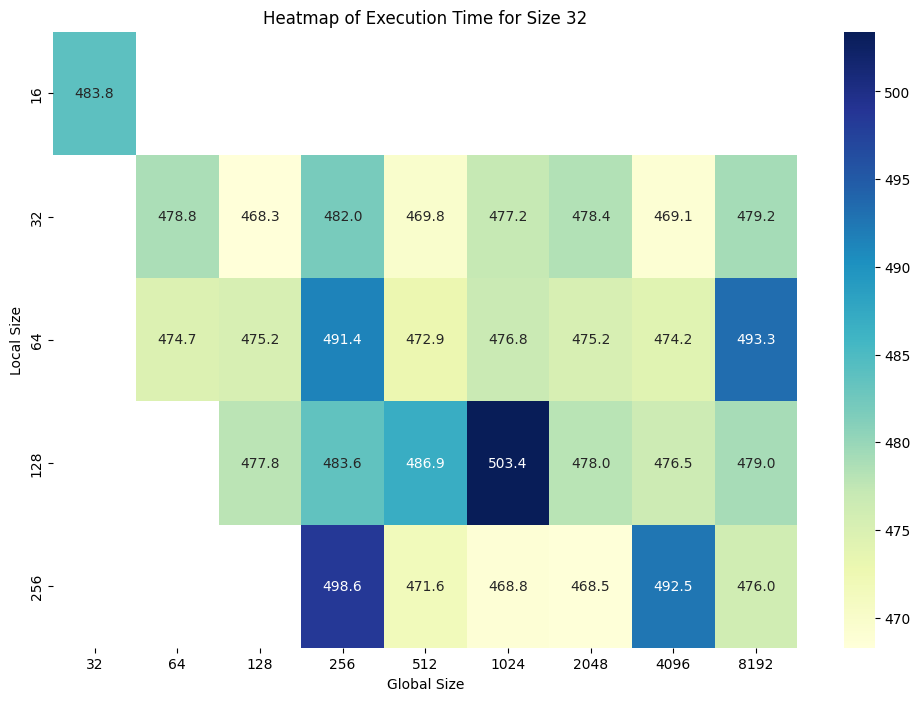 Heatmap of Execution Time for Size 32
16 483.8
32 478.8 468.3 482.0 469.8 477.2 478.4 469.1 479.2
64 474.7 475.2 491.4 472.9 476.8 475.2 474.2 493.3
128 477.8 483.6 486.9 503.4 478.0 476.5 479.0
256 498.6 471.6 468.8 468.5 492.5 476.0
32 64 128 256 512 1024 2048 4096 8192
Global Size
Local Size
500
495
490
485
480
475
470